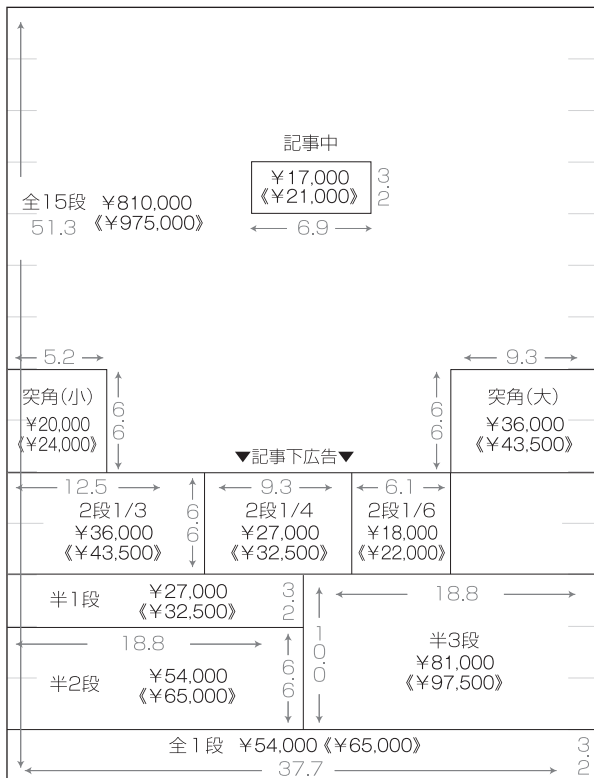 記事中
¥17,000
《¥21,000》
3.2
6.9
全15段 ¥810,000
51.3 《¥975,000》
5.2
突角(小)
¥20,000
《¥24,000》
6.6
9.3
突角(大)
¥36,000
《¥43,500》
6.6
▼記事下広告▼
12.5
2段1/3
¥36,000
《¥43,500》
6.6
9.3
2段1/4
¥27,000
《¥32,500》
6.1
2段1/6
¥18,000
《¥22,000》
半1段 ¥27,000
《¥32,500》
3.2
18.8
半2段 ¥54,000
《¥65,000》
6.6
18.8
10.0
半3段
¥81,000
《¥97,500》
全1段 ¥54,000《¥65,000》
3.2
37.7